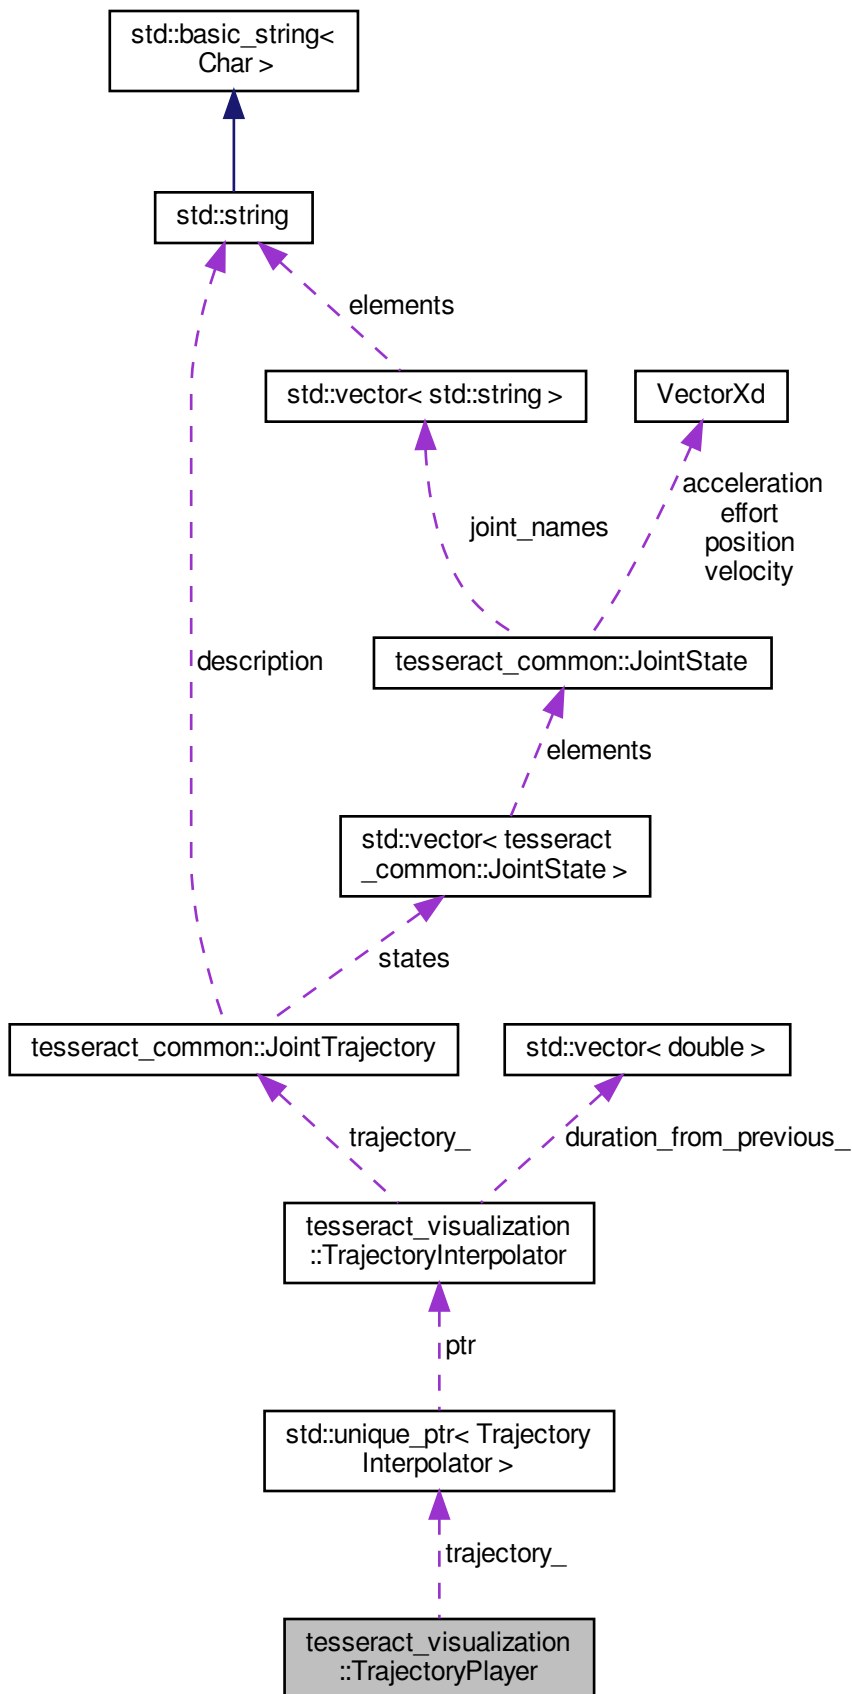 std::basic_string<
Char >
std::string
elements
std::vector< std::string >
VectorXd
acceleration
effort
position
velocity
joint_names
description
tesseract_common::JointState
elements
std::vector< tesseract
_common::JointState >
states
tesseract_common::JointTrajectory
std::vector< double >
trajectory_
duration_from_previous_
tesseract_visualization
::TrajectoryInterpolator
ptr
std::unique_ptr< Trajectory
Interpolator >
trajectory_
tesseract_visualization
::TrajectoryPlayer